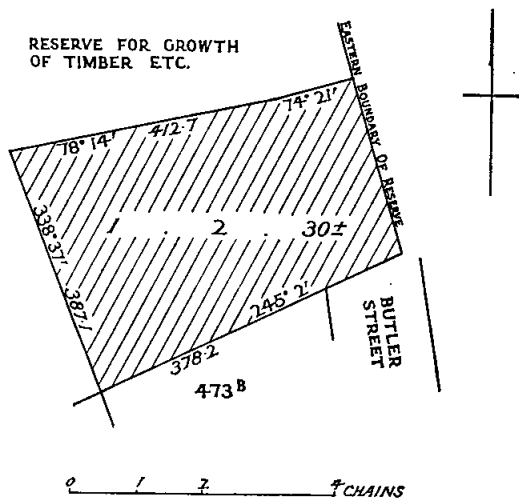 RESERVE FOR GROWTH
OF TIMBER ETC.
EASTERN BOUNDARY OF RESERVE
74° 21'
412·7
78° 14'
338° 37'
387·1
1 . 2 . 30±
245° 2'
378·2
473B
BUTLER
STREET
0 1 2 4 CHAINS